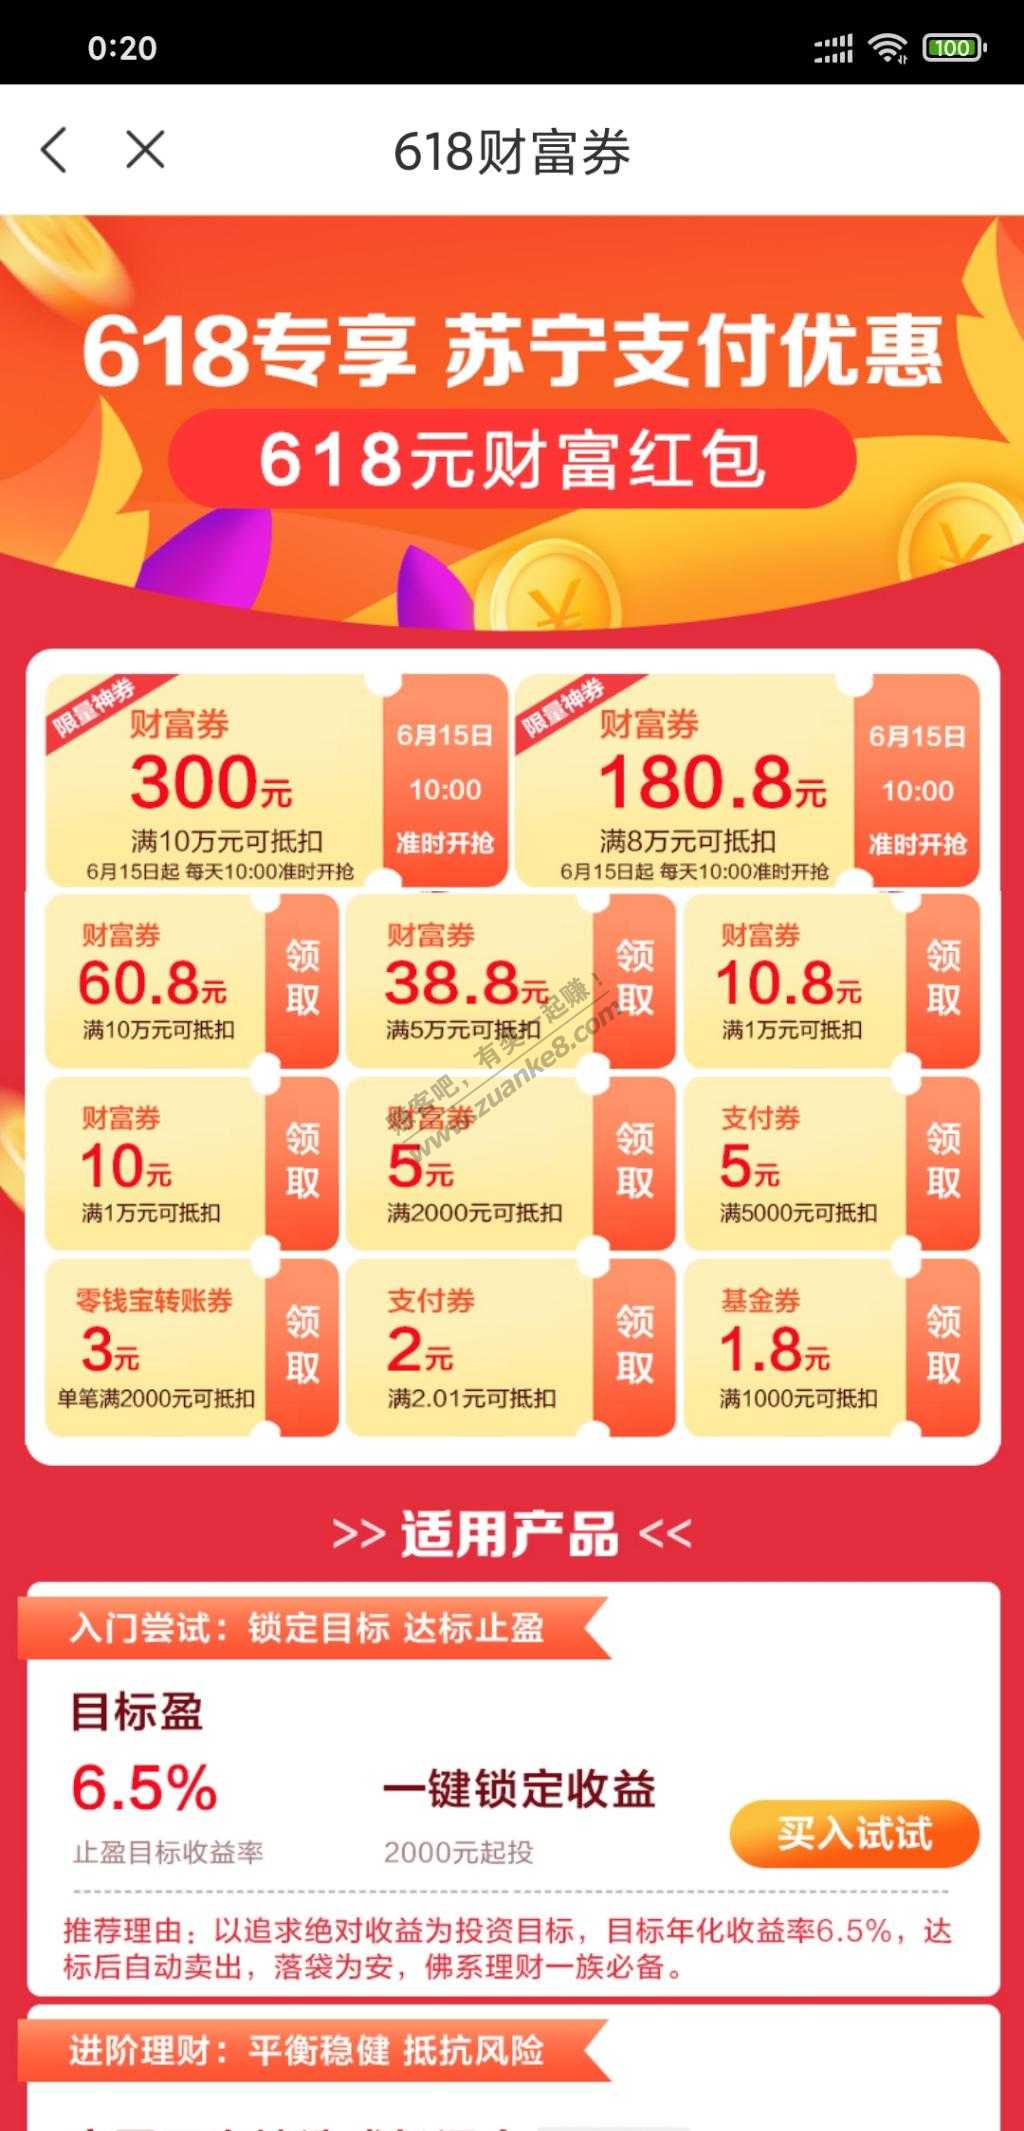 0:20
100
618财富券
618专享 苏宁支付优惠
618元财富红包
限量神券
财富券
300元
满10万元可抵扣
6月15日起 每天10:00准时开抢
6月15日
10:00
准时开抢
限量神券
财富券
180.8元
满8万元可抵扣
6月15日起 每天10:00准时开抢
6月15日
10:00
准时开抢
财富券
60.8元
满10万元可抵扣
领取
财富券
38.8元
满5万元可抵扣
领取
财富券
10.8元
满1万元可抵扣
领取
财富券
10元
满1万元可抵扣
领取
财富券
5元
满2000元可抵扣
领取
支付券
5元
满5000元可抵扣
领取
零钱宝转账券
3元
单笔满2000元可抵扣
领取
支付券
2元
满2.01元可抵扣
领取
基金券
1.8元
满1000元可抵扣
领取
赚客吧，有奖一起赚！
www.zuanke8.com
>> 适用产品 <<
入门尝试：锁定目标 达标止盈
目标盈
6.5%
一键锁定收益
止盈目标收益率
2000元起投
买入试试
推荐理由：以追求绝对收益为投资目标，目标年化收益率6.5%，达
标后自动卖出，落袋为安，佛系理财一族必备。
进阶理财：平衡稳健 抵抗风险